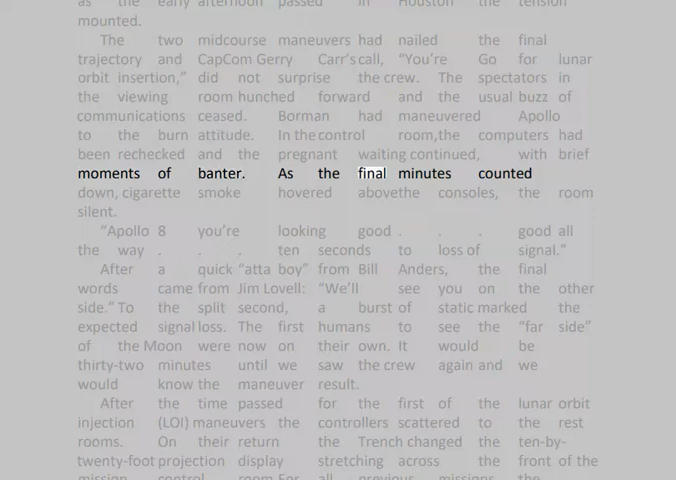 as the early afternoon passed in Houston the tension
mounted.
The two midcourse maneuvers had nailed the final
trajectory and CapCom Gerry Carr's call, “You're Go for lunar
orbit insertion,” did not surprise the crew. The spectators in
the viewing room hunched forward and the usual buzz of
communications ceased. Borman had maneuvered Apollo
to the burn attitude. In the control room, the computers had
been rechecked and the pregnant waiting continued, with brief
moments of banter. As the final minutes counted
down, cigarette smoke hovered above the consoles, the room
silent.
“Apollo 8 you're looking good . . . good all
the way . . . ten seconds to loss of signal.”
After a quick “atta boy” from Bill Anders, the final
words came from Jim Lovell: “We'll see you on the other
side.” To the split second, a burst of static marked the
expected signal loss. The first humans to see the “far side”
of the Moon were now on their own. It would be
thirty-two minutes until we saw the crew again and we
would know the maneuver result.
After the time passed for the first of the lunar orbit
injection (LOI) maneuvers the controllers scattered to the rest
rooms. On their return the Trench changed the ten-by-
twenty-foot projection display stretching across the front of the
mission control room. For all previous missions the